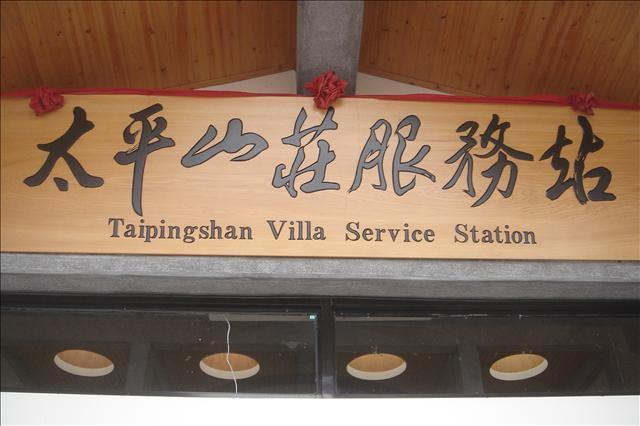 太平山莊服務站
Taipingshan Villa Service Station